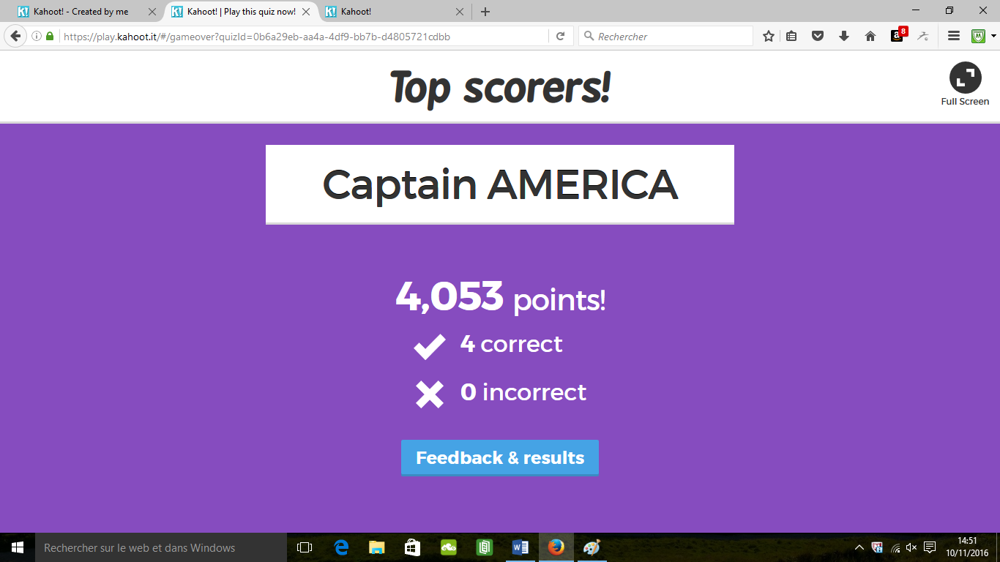 Kahoot! - Created by me
Kahoot! | Play this quiz now!
Kahoot!
https://play.kahoot.it/#/gameover?quizId=0b6a29eb-aa4a-4df9-bb7b-d4805721cdbb
Rechercher
8
Top scorers!
Full Screen
Captain AMERICA
4,053 points!
4 correct
0 incorrect
Feedback & results
Rechercher sur le web et dans Windows
14:51
10/11/2016